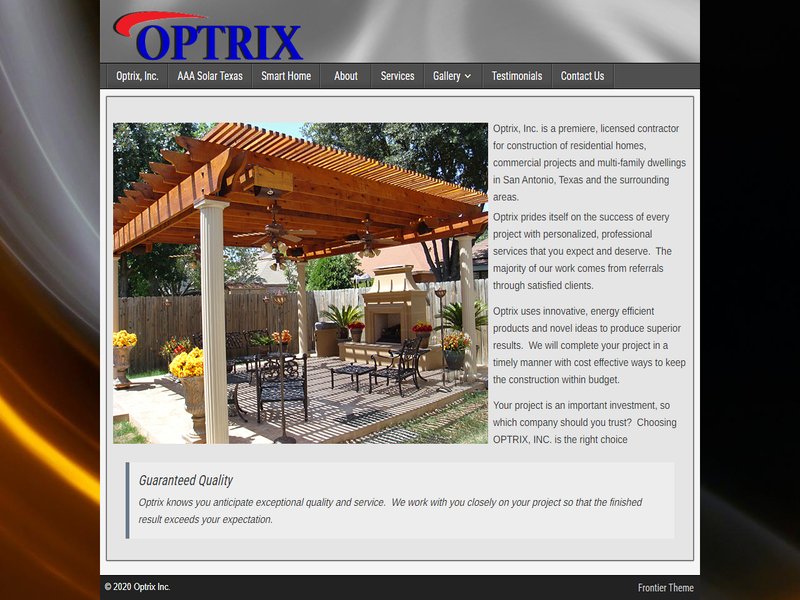 OPTRIX
Optrix, Inc. AAA Solar Texas Smart Home About Services Gallery Testimonials Contact Us
Optrix, Inc. is a premiere, licensed contractor
for construction of residential homes,
commercial projects and multi-family dwellings
in San Antonio, Texas and the surrounding
areas.
Optrix prides itself on the success of every
project with personalized, professional
services that you expect and deserve.  The
majority of our work comes from referrals
through satisfied clients.
Optrix uses innovative, energy efficient
products and novel ideas to produce superior
results.  We will complete your project in a
timely manner with cost effective ways to keep
the construction within budget.
Your project is an important investment, so
which company should you trust?  Choosing
OPTRIX, INC. is the right choice
Guaranteed Quality
Optrix knows you anticipate exceptional quality and service.  We work with you closely on your project so that the finished
result exceeds your expectation.
© 2020 Optrix Inc. Frontier Theme